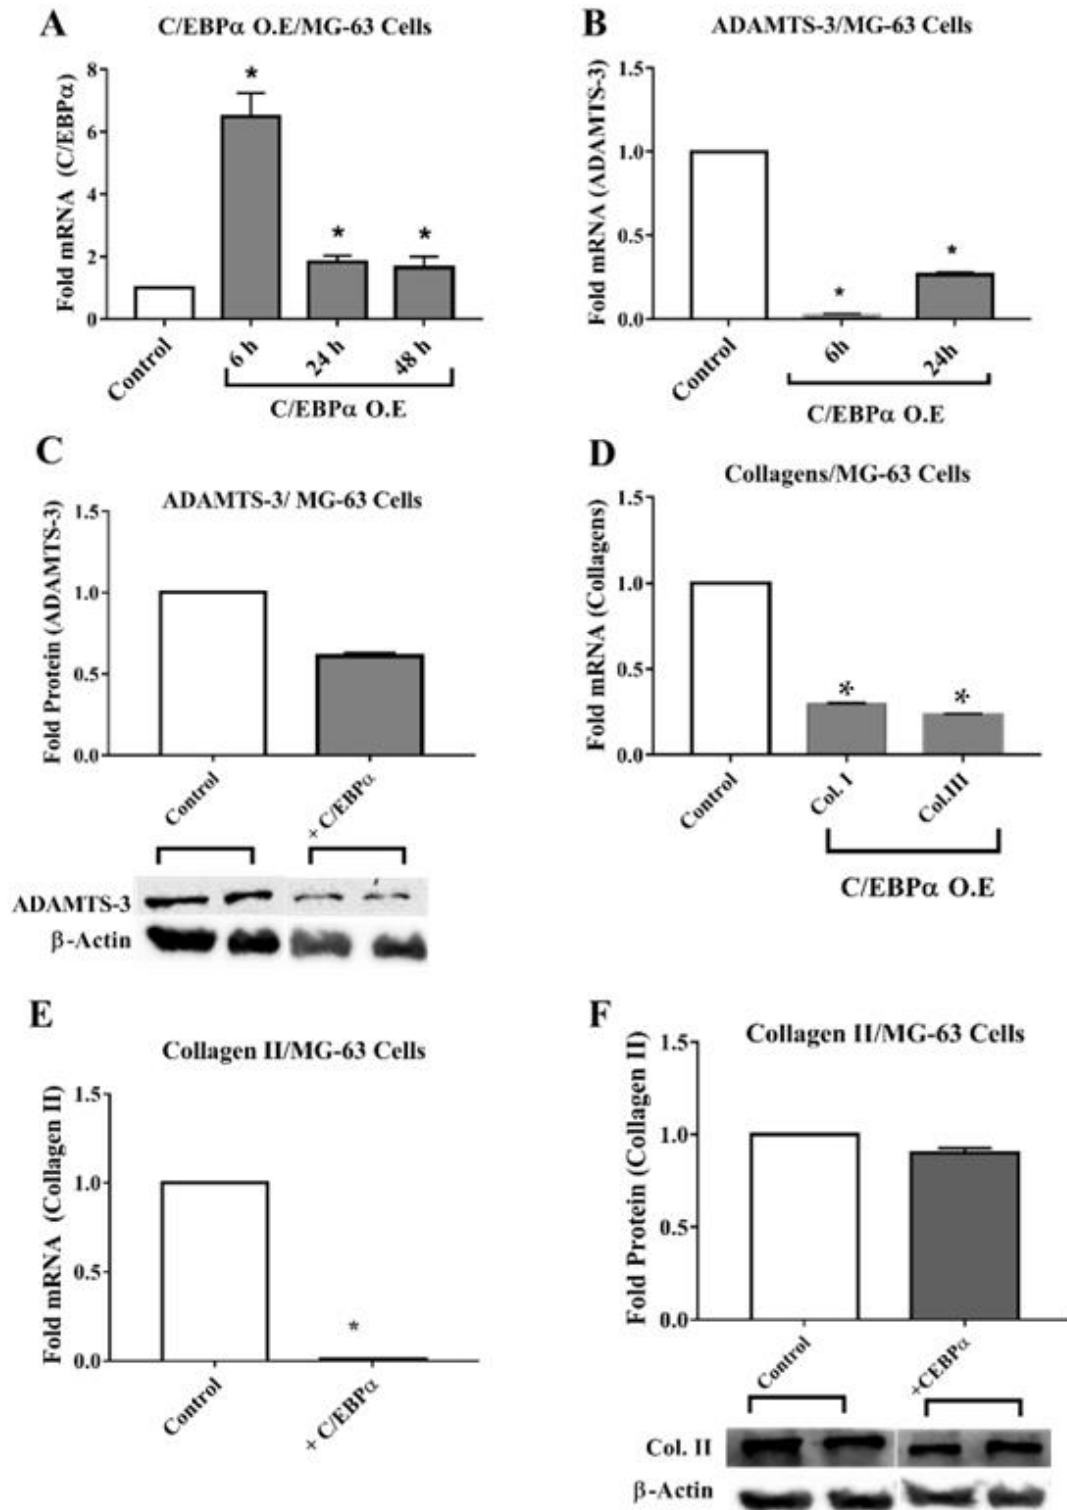 A
C/EBPα O.E/MG-63 Cells
Fold mRNA (C/EBPα)
8
6
4
2
0
*
*
*
Control
6 h
24 h
48 h
C/EBPα O.E
B
ADAMTS-3/MG-63 Cells
Fold mRNA (ADAMTS-3)
1.5
1.0
0.5
0.0
*
*
Control
6h
24h
C/EBPα O.E
C
ADAMTS-3/ MG-63 Cells
Fold Protein (ADAMTS-3)
1.5
1.0
0.5
0.0
Control
+ C/EBPα
ADAMTS-3
β-Actin
D
Collagens/MG-63 Cells
Fold mRNA (Collagens)
1.5
1.0
0.5
0.0
*
*
Control
Col. I
Col.III
C/EBPα O.E
E
Collagen II/MG-63 Cells
Fold mRNA (Collagen II)
1.5
1.0
0.5
0.0
*
Control
+ C/EBPα
F
Collagen II/MG-63 Cells
Fold Protein (Collagen II)
1.5
1.0
0.5
0.0
Control
+CEBPα
Col. II
β-Actin